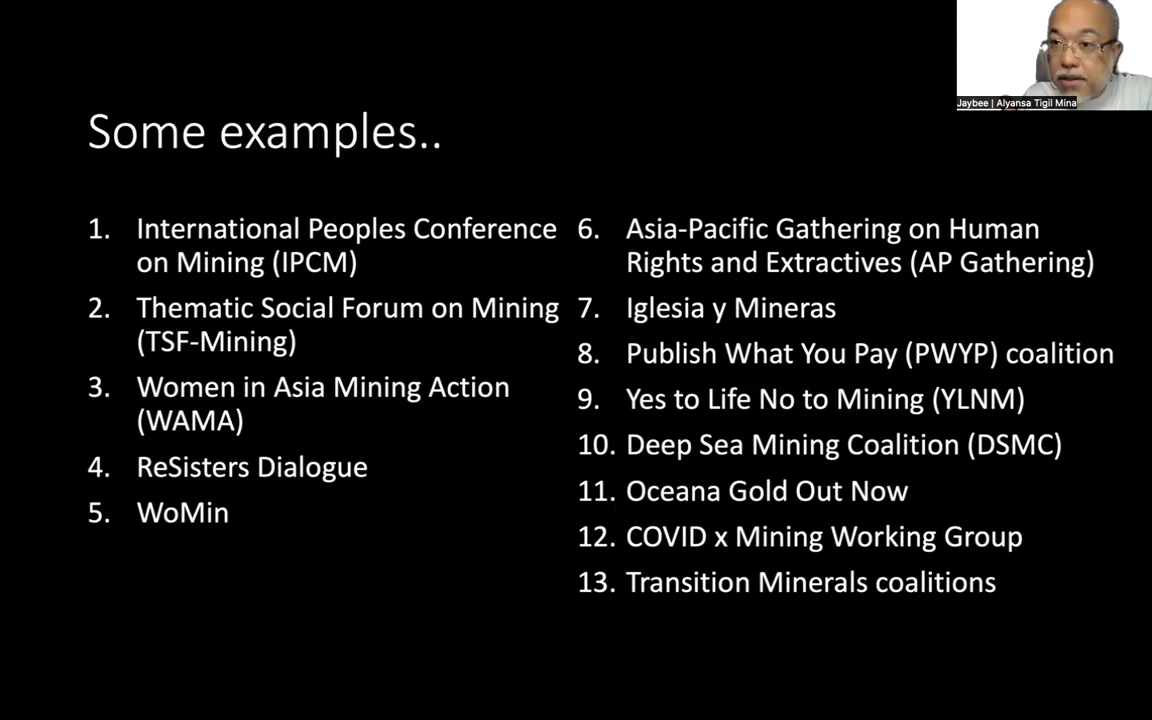 Jaybee | Alyansa Tigil Mina
Some examples..
1. International Peoples Conference
on Mining (IPCM)
2. Thematic Social Forum on Mining
(TSF-Mining)
3. Women in Asia Mining Action
(WAMA)
4. ReSisters Dialogue
5. WoMin
6. Asia-Pacific Gathering on Human
Rights and Extractives (AP Gathering)
7. Iglesia y Mineras
8. Publish What You Pay (PWYP) coalition
9. Yes to Life No to Mining (YLNM)
10. Deep Sea Mining Coalition (DSMC)
11. Oceana Gold Out Now
12. COVID x Mining Working Group
13. Transition Minerals coalitions